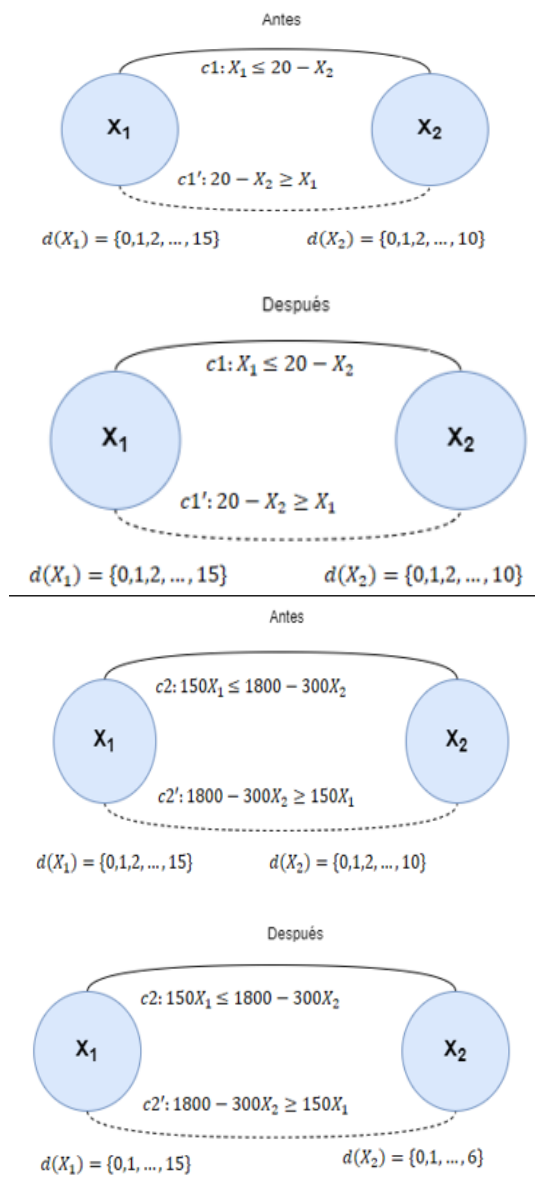 Antes
c1: X₁ ≤ 20 − X₂
X₁ X₂
c1′: 20 − X₂ ≥ X₁
d(X₁) = {0,1,2, … , 15} d(X₂) = {0,1,2, … , 10}
Después
c1: X₁ ≤ 20 − X₂
X₁ X₂
c1′: 20 − X₂ ≥ X₁
d(X₁) = {0,1,2, … , 15} d(X₂) = {0,1,2, … , 10}
Antes
c2: 150X₁ ≤ 1800 − 300X₂
X₁ X₂
c2′: 1800 − 300X₂ ≥ 150X₁
d(X₁) = {0,1,2, … , 15} d(X₂) = {0,1,2, … , 10}
Después
c2: 150X₁ ≤ 1800 − 300X₂
X₁ X₂
c2′: 1800 − 300X₂ ≥ 150X₁
d(X₁) = {0,1, … , 15} d(X₂) = {0,1, … , 6}